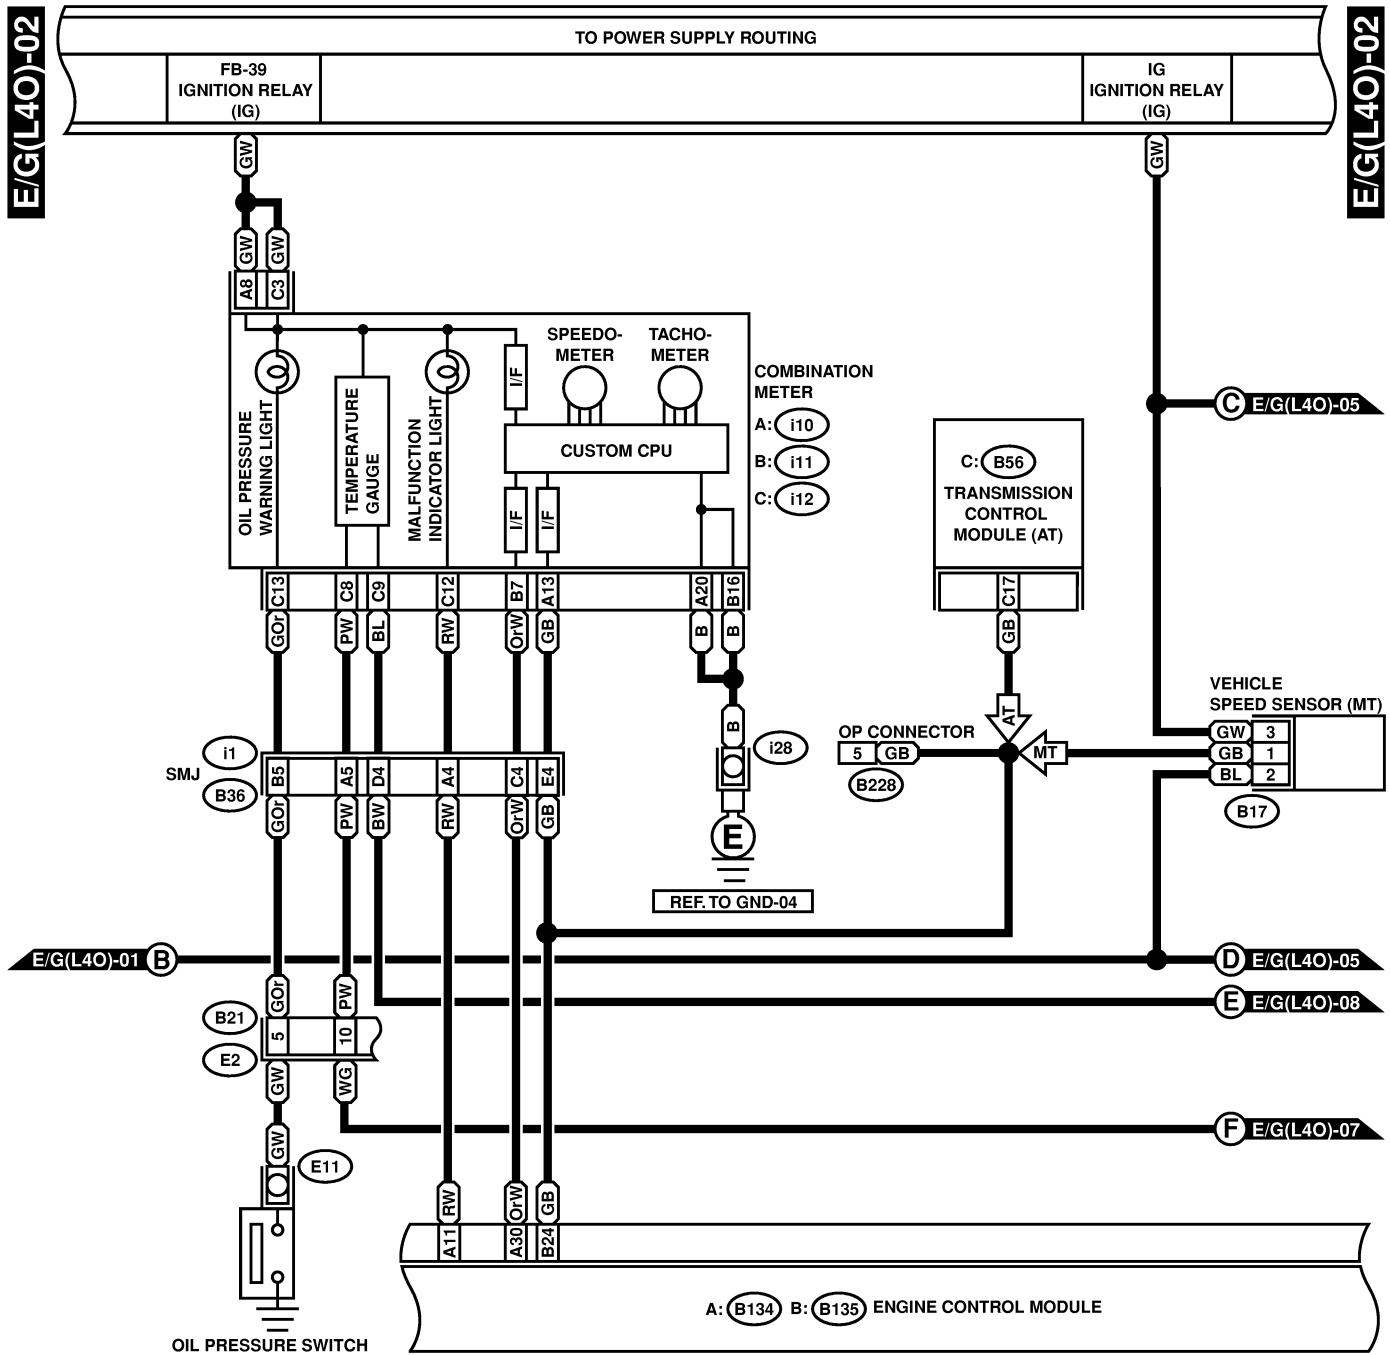 E/G(L4O)-02
E/G(L4O)-02
TO POWER SUPPLY ROUTING
FB-39
IGNITION RELAY
(IG)
IG
IGNITION RELAY
(IG)
GW
GW
GW
GW
A8
C3
OIL PRESSURE
WARNING LIGHT
TEMPERATURE
GAUGE
MALFUNCTION
INDICATOR LIGHT
I/F
SPEEDO-
METER
TACHO-
METER
CUSTOM CPU
I/F
I/F
COMBINATION
METER
A: i10
B: i11
C: i12
C: B56
TRANSMISSION
CONTROL
MODULE (AT)
C E/G(L4O)-05
C13
C8
C9
C12
B7
A13
A20
B16
C17
GOr
PW
BL
RW
OrW
GB
B
B
GB
B
i28
E
REF. TO GND-04
AT
MT
OP CONNECTOR
5 GB
B228
VEHICLE
SPEED SENSOR (MT)
GW 3
GB 1
BL 2
B17
i1
SMJ
B36
B5
A5
D4
A4
C4
E4
GOr
PW
BW
RW
OrW
GB
E/G(L4O)-01 B
D E/G(L4O)-05
E E/G(L4O)-08
GOr
PW
B21
E2
5
10
GW
WG
F E/G(L4O)-07
GW
E11
OIL PRESSURE SWITCH
RW
OrW
GB
A11
A30
B24
A: B134 B: B135 ENGINE CONTROL MODULE